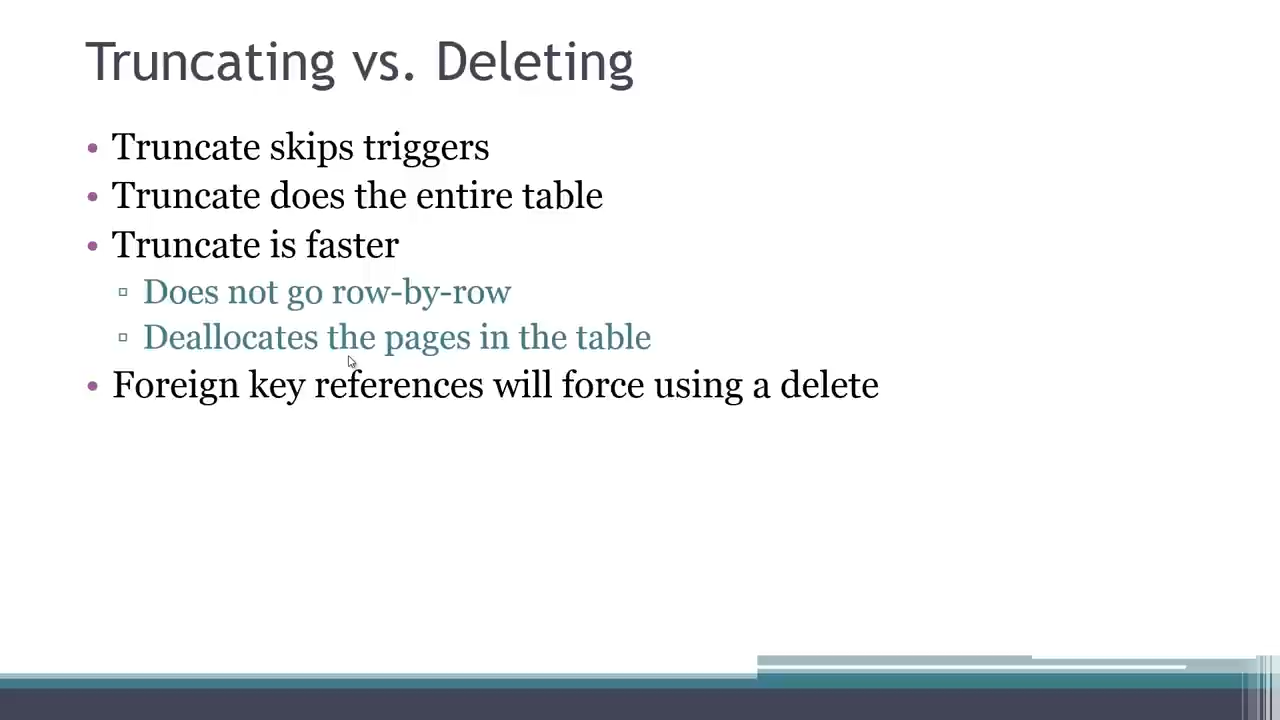 Truncating vs. Deleting
• Truncate skips triggers
• Truncate does the entire table
• Truncate is faster
▫ Does not go row-by-row
▫ Deallocates the pages in the table
• Foreign key references will force using a delete